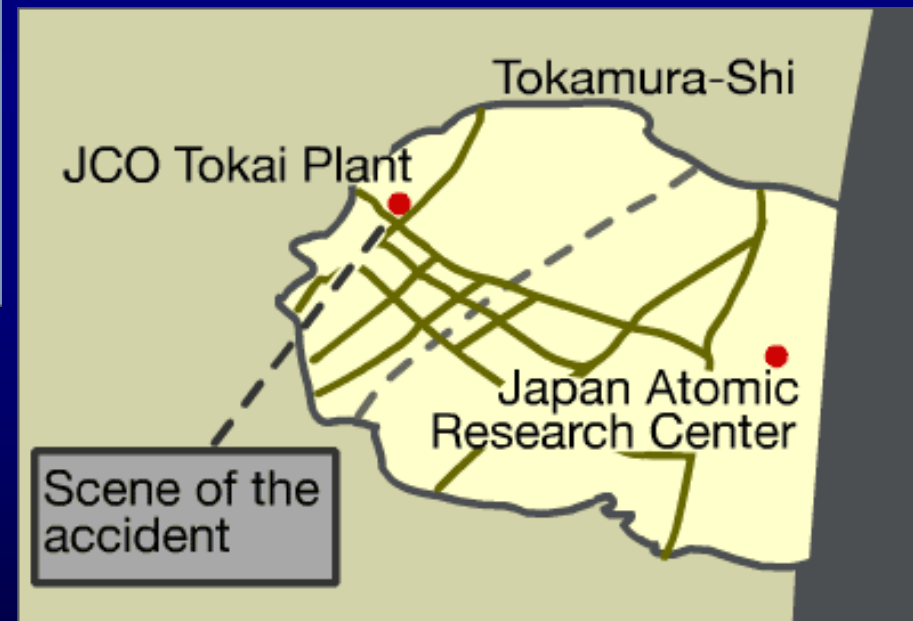 Tokamura-Shi
JCO Tokai Plant
Japan Atomic
Research Center
Scene of the
accident